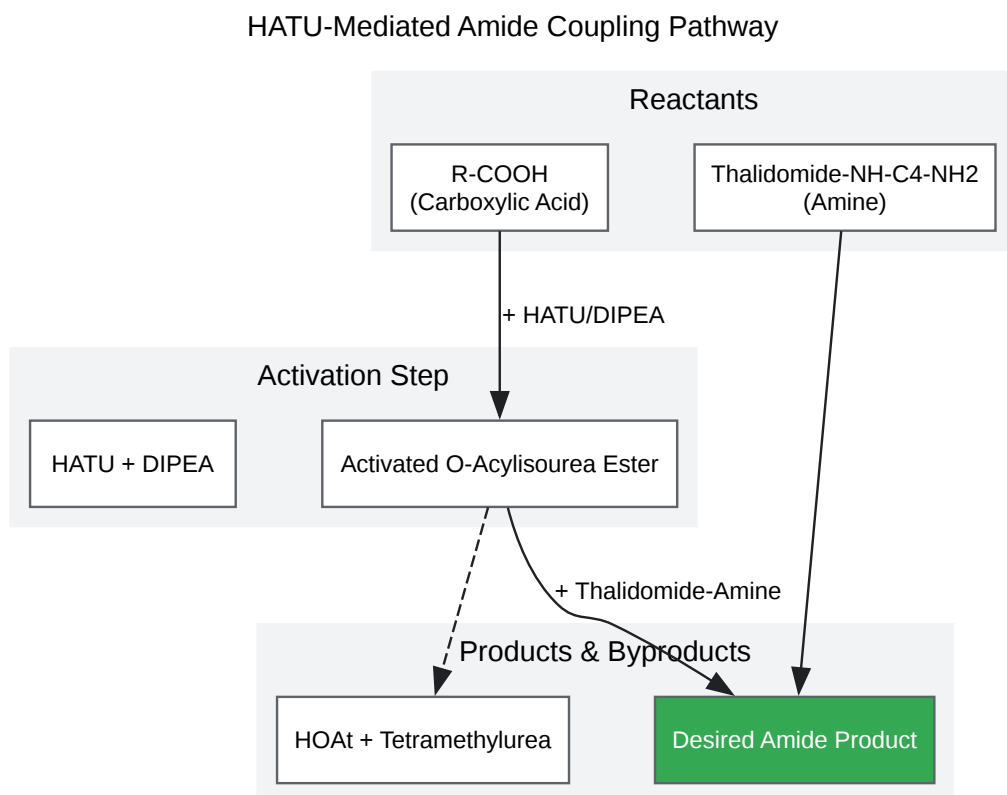 HATU-Mediated Amide Coupling Pathway
Reactants
R-COOH
(Carboxylic Acid)
Thalidomide-NH-C4-NH2
(Amine)
+ HATU/DIPEA
Activation Step
HATU + DIPEA
Activated O-Acylisourea Ester
+ Thalidomide-Amine
Products & Byproducts
HOAt + Tetramethylurea
Desired Amide Product